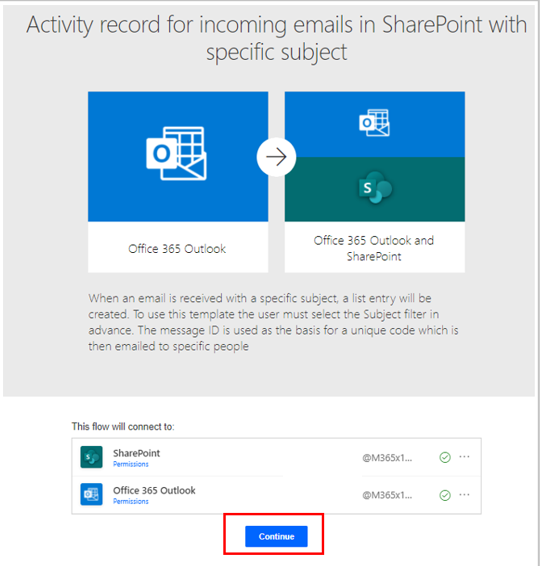 Activity record for incoming emails in SharePoint with
specific subject
Office 365 Outlook
Office 365 Outlook and
SharePoint
When an email is received with a specific subject, a list entry will be
created. To use this template the user must select the Subject filter in
advance. The message ID is used as the basis for a unique code which is
then emailed to specific people
This flow will connect to:
SharePoint
Permissions
@M365x1...
Office 365 Outlook
Permissions
@M365x1...
Continue